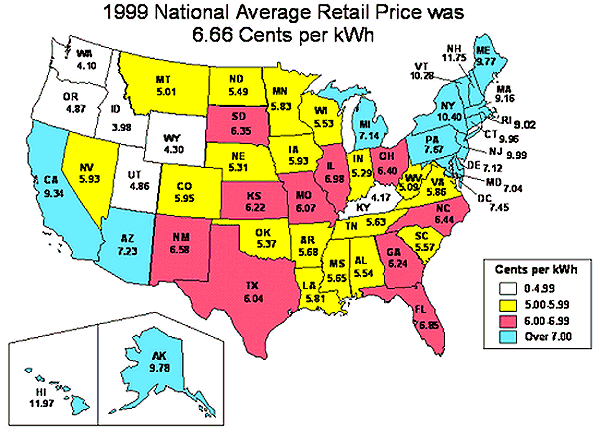 1999 National Average Retail Price was
6.66 Cents per kWh
WA
4.10
OR
4.87
ID
3.98
MT
5.01
WY
4.30
ND
5.49
SD
6.35
MN
5.83
WI
5.53
MI
7.14
NE
5.31
IA
5.93
CA
9.34
NV
5.93
UT
4.86
CO
5.95
KS
6.22
MO
6.07
IL
6.98
IN
5.29
OH
6.40
KY
4.17
WV
5.09
VA
5.86
TN 5.63
NC
6.44
SC
5.57
AZ
7.23
NM
6.58
OK
5.37
AR
5.68
TX
6.04
LA
5.81
MS
5.65
AL
5.54
GA
6.24
FL
6.85
NY
10.40
PA
7.67
VT
10.28
NH
11.75
ME
9.77
MA
9.16
RI 9.02
CT
9.96
NJ
9.99
DE 7.12
MD
7.04
DC
7.45
AK
9.78
HI
11.97
Cents per kWh
0-4.99
5.00-5.99
6.00-6.99
Over 7.00